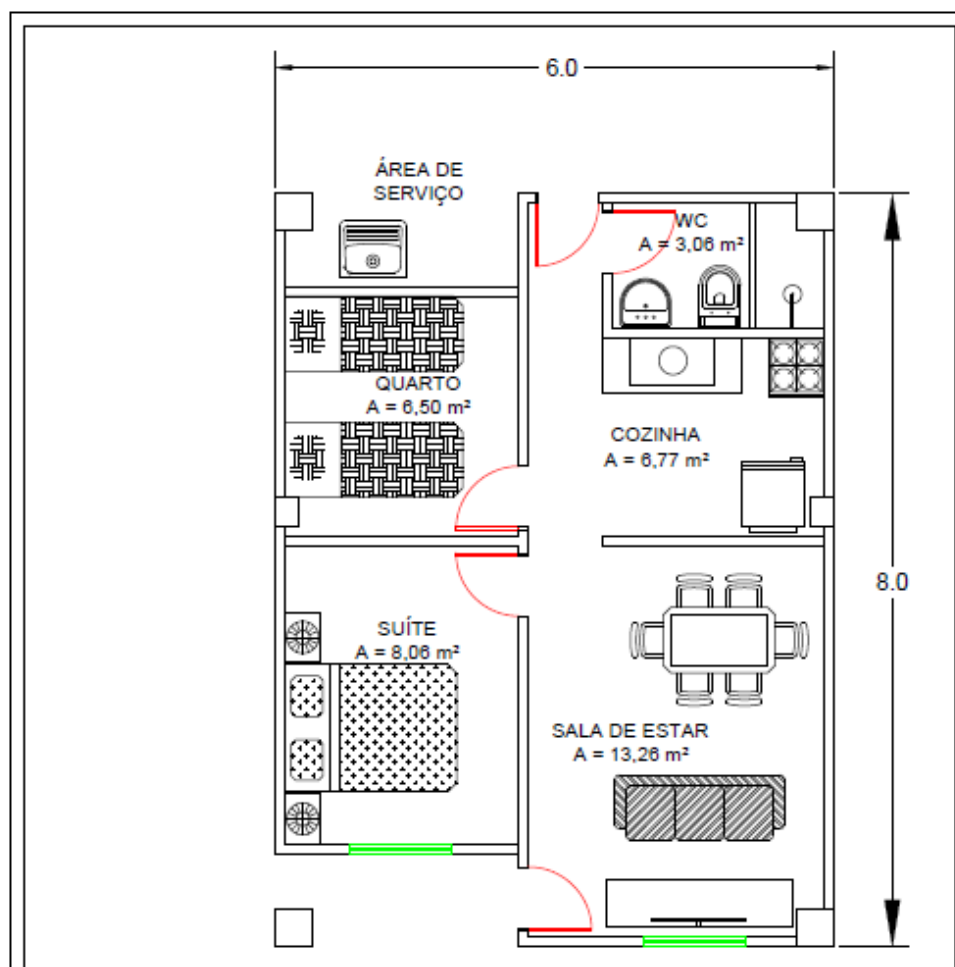 6.0
ÁREA DE
SERVIÇO
WC
A = 3,06 m²
QUARTO
A = 6,50 m²
COZINHA
A = 6,77 m²
8.0
SUÍTE
A = 8,06 m²
SALA DE ESTAR
A = 13,26 m²